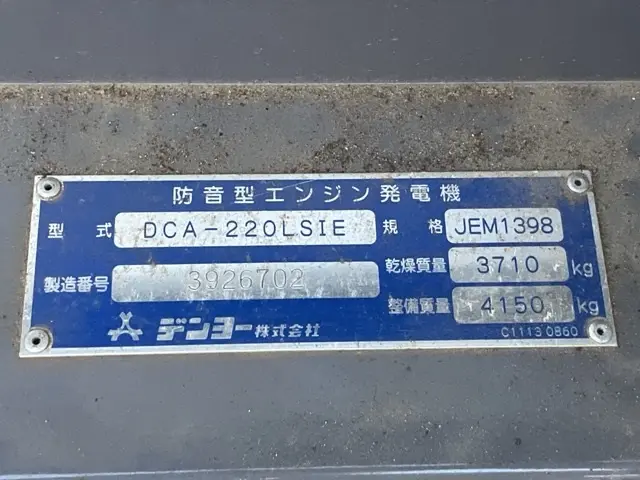 防音型エンジン発電機
型式 DCA-220LSIE 規格 JEM1398
製造番号 3926702 乾燥質量 3710 kg
整備質量 4150 kg
デンヨー株式会社 C1113 0860